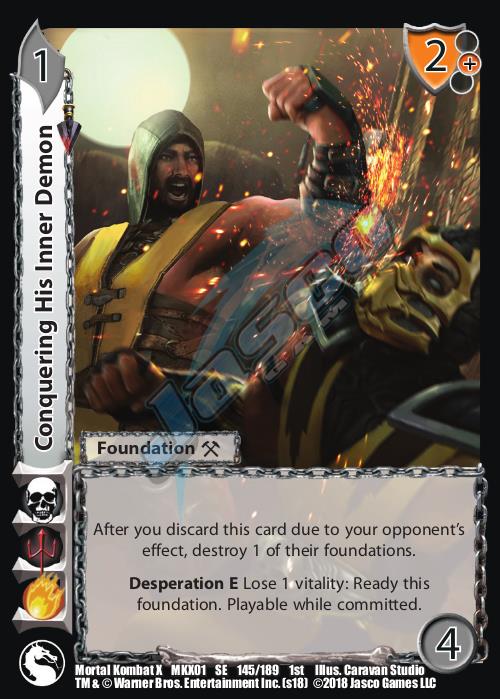 1
2
+
Conquering His Inner Demon
Jasco
GAMES
Foundation
After you discard this card due to your opponent's
effect, destroy 1 of their foundations.
Desperation E Lose 1 vitality: Ready this
foundation. Playable while committed.
4
Mortal Kombat X MKX01 SE 145/189 1st Illus. Caravan Studio
TM & © Warner Bros. Entertainment Inc. (s18) ©2018 Jasco Games LLC